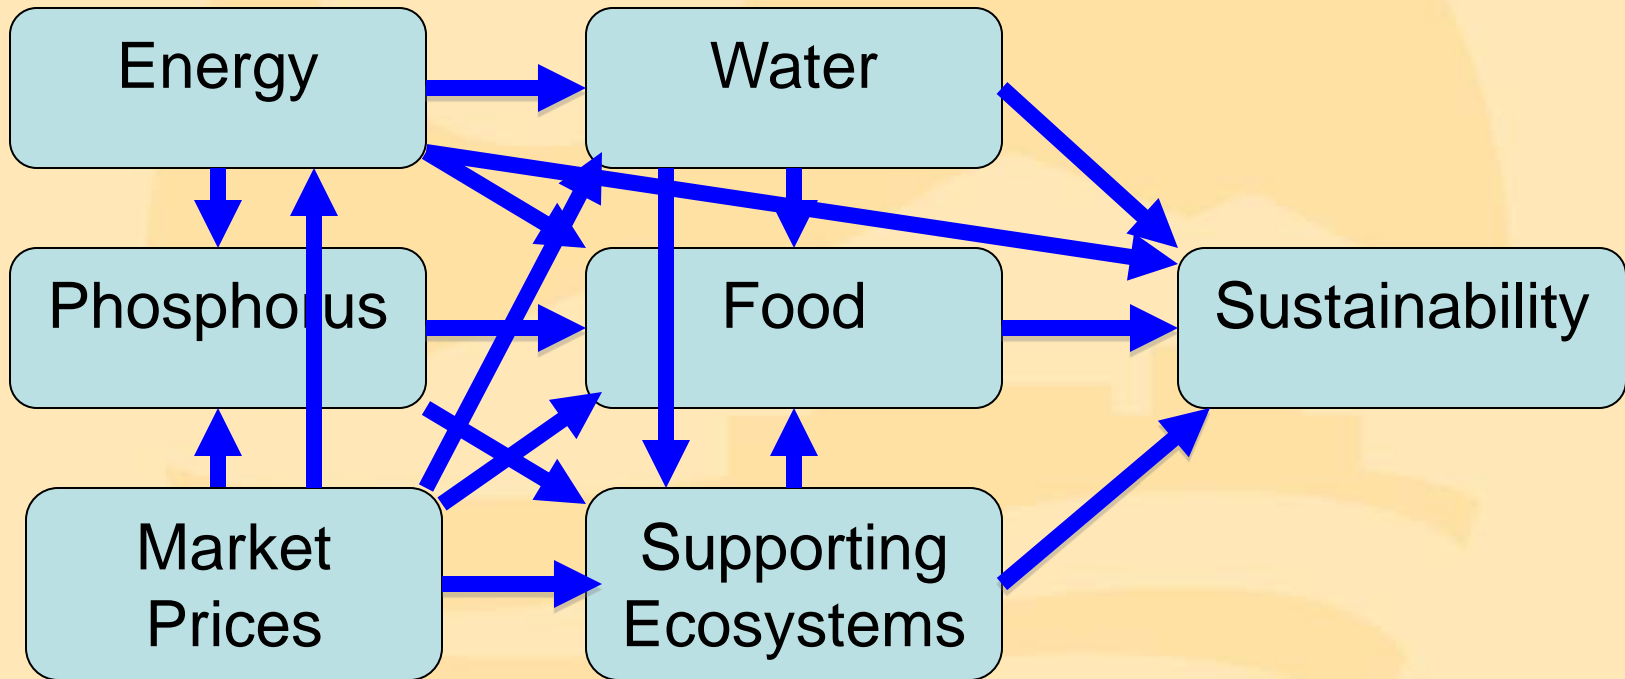 Energy
Water
Phosphorus
Food
Sustainability
Market
Prices
Supporting
Ecosystems